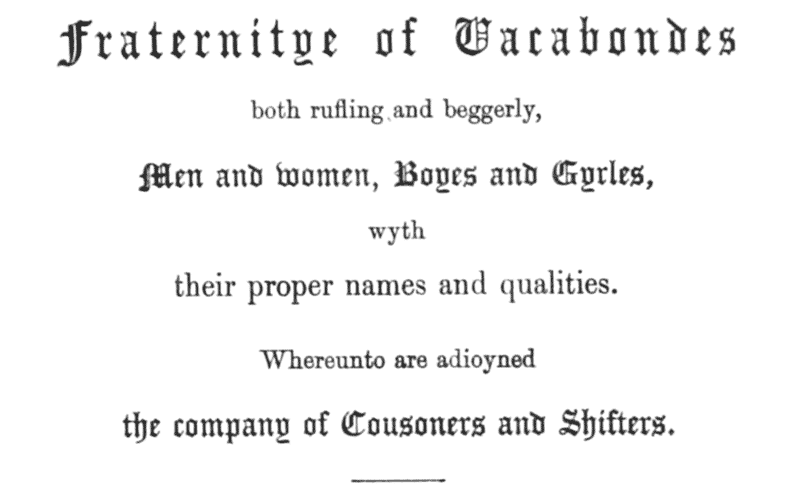 Fraternitye of Vacabondes
both rufling and beggerly,
Men and women, Boyes and Gyrles,
wyth
their proper names and qualities.
Whereunto are adioyned
the company of Cousoners and Shifters.